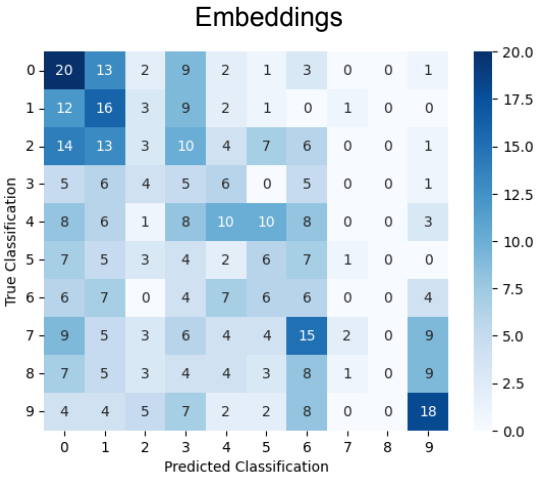 Embeddings
0 20 13 2 9 2 1 3 0 0 1
1 12 16 3 9 2 1 0 1 0 0
2 14 13 3 10 4 7 6 0 0 1
3 5 6 4 5 6 0 5 0 0 1
4 8 6 1 8 10 10 8 0 0 3
5 7 5 3 4 2 6 7 1 0 0
6 6 7 0 4 7 6 6 0 0 4
7 9 5 3 6 4 4 15 2 0 9
8 7 5 3 4 4 3 8 1 0 9
9 4 4 5 7 2 2 8 0 0 18
0 1 2 3 4 5 6 7 8 9
True Classification
Predicted Classification
20.0
17.5
15.0
12.5
10.0
7.5
5.0
2.5
0.0